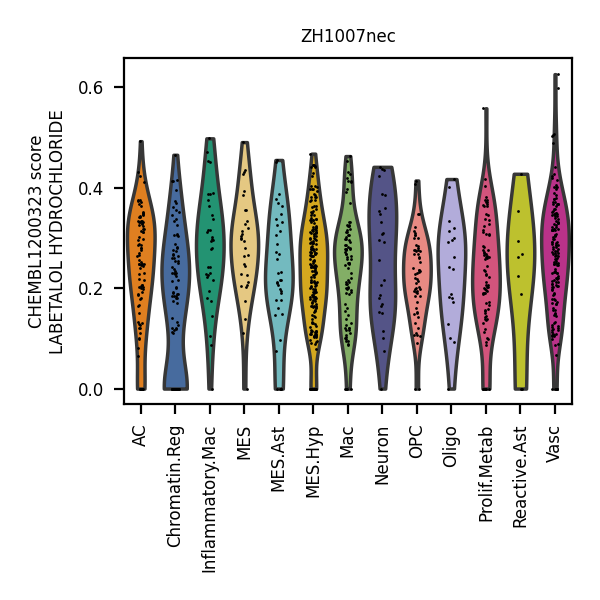 ZH1007nec
CHEMBL1200323 score
LABETALOL HYDROCHLORIDE
0.6
0.4
0.2
0.0
AC
Chromatin.Reg
Inflammatory.Mac
MES
MES.Ast
MES.Hyp
Mac
Neuron
OPC
Oligo
Prolif.Metab
Reactive.Ast
Vasc